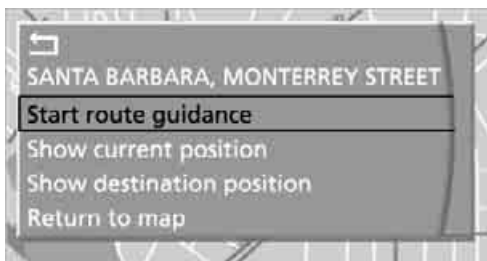 SANTA BARBARA, MONTERREY STREET
Start route guidance
Show current position
Show destination position
Return to map